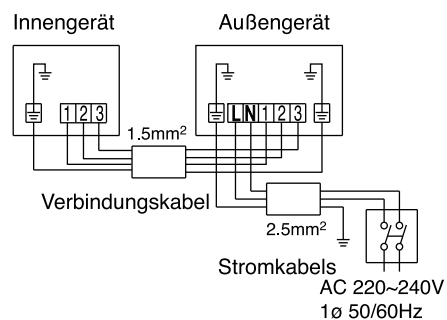 Innengerät
Außengerät
1 2 3
L N 1 2 3
1.5mm²
Verbindungskabel
2.5mm²
Stromkabels
AC 220~240V
1ø 50/60Hz